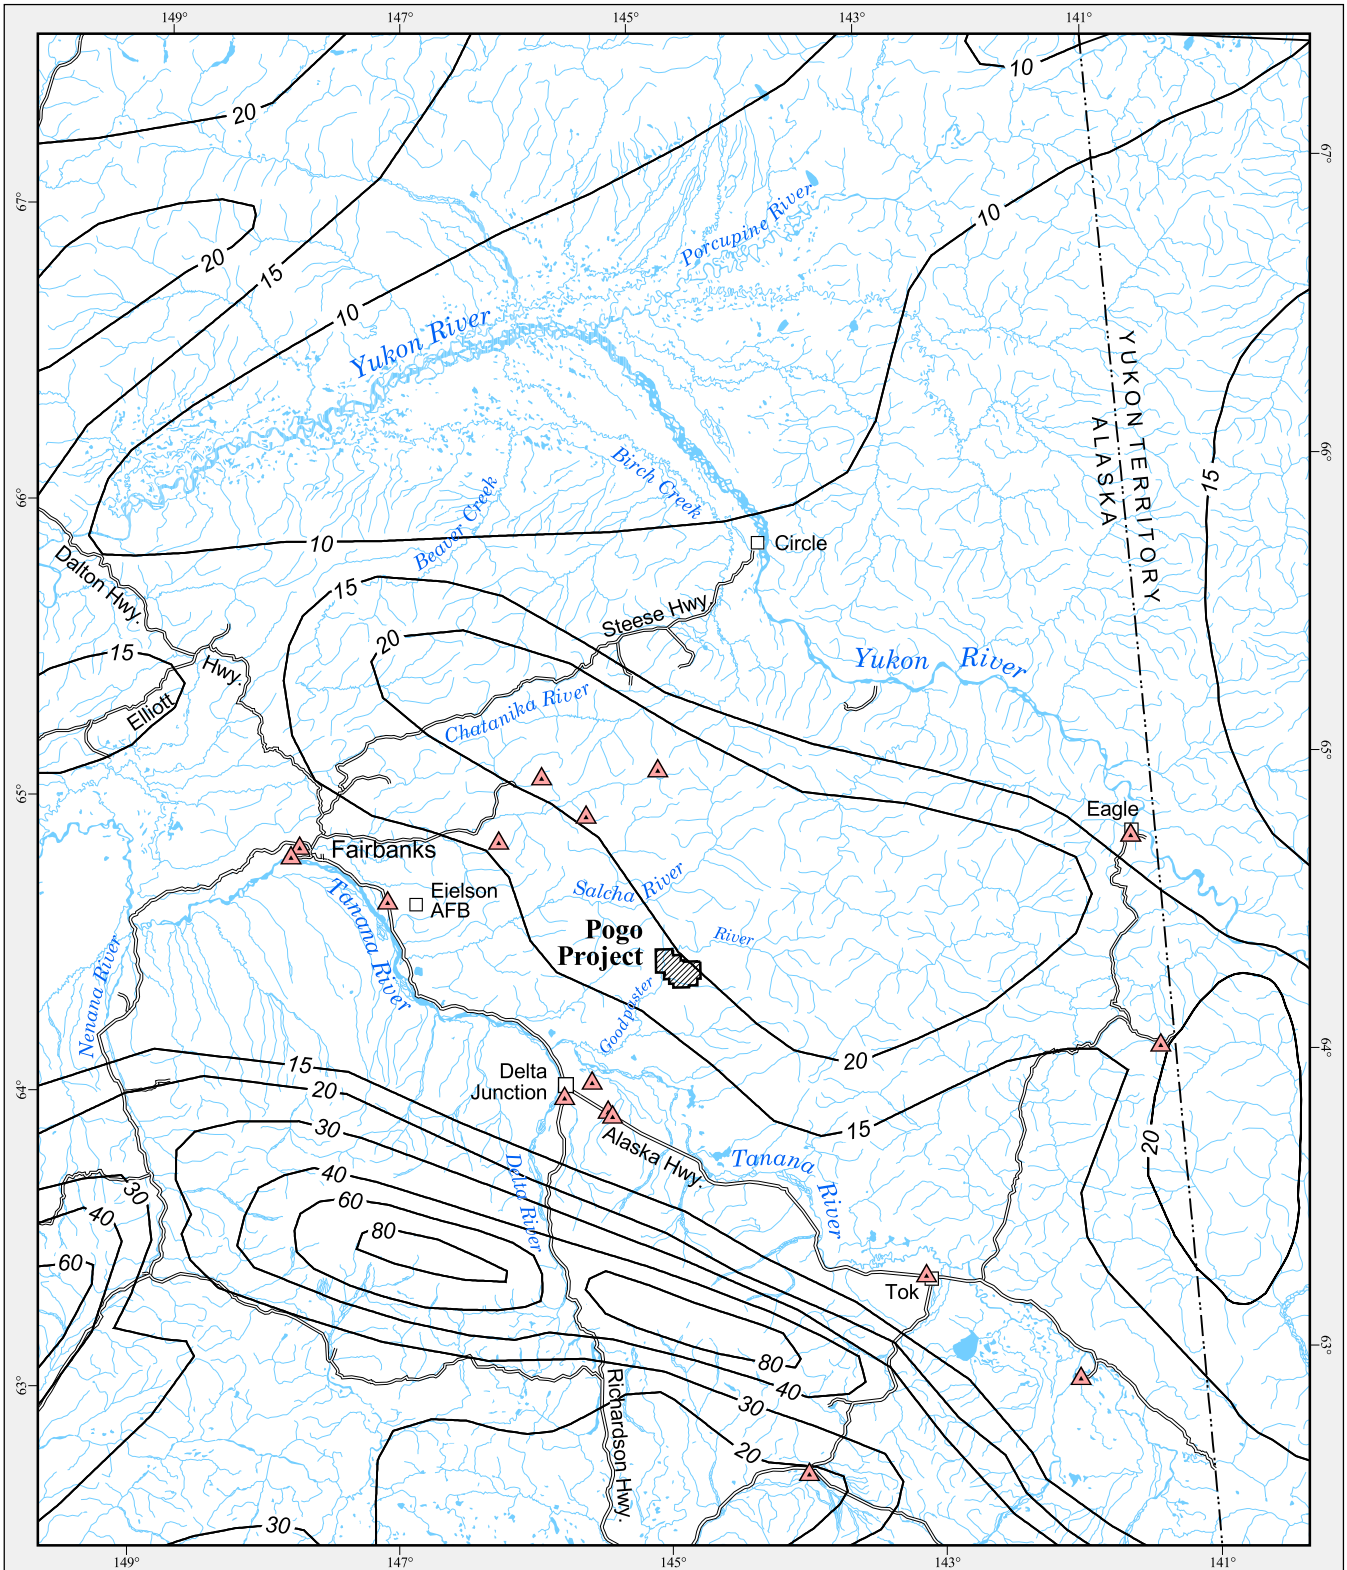 149°
147°
145°
143°
141°
10
20
67°
67°
Porcupine River
10
20
15
10
Yukon River
YUKON TERRITORY
ALASKA
66°
66°
15
Birch Creek
Beaver Creek
10
Circle
Dalton Hwy.
15
Steese Hwy.
20
15
Hwy.
Elliott
Yukon River
Chatanika River
65°
65°
Eagle
Fairbanks
Eielson
AFB
Tanana River
Salcha River
Pogo
Project
River
Goodpaster
Nenana River
64°
64°
15
20
20
Delta
Junction
30
15
20
Alaska Hwy.
Tanana
River
Delta River
40
30
60
40
80
60
Tok
63°
63°
80
40
30
Richardson Hwy.
20
30
149°
147°
145°
143°
141°